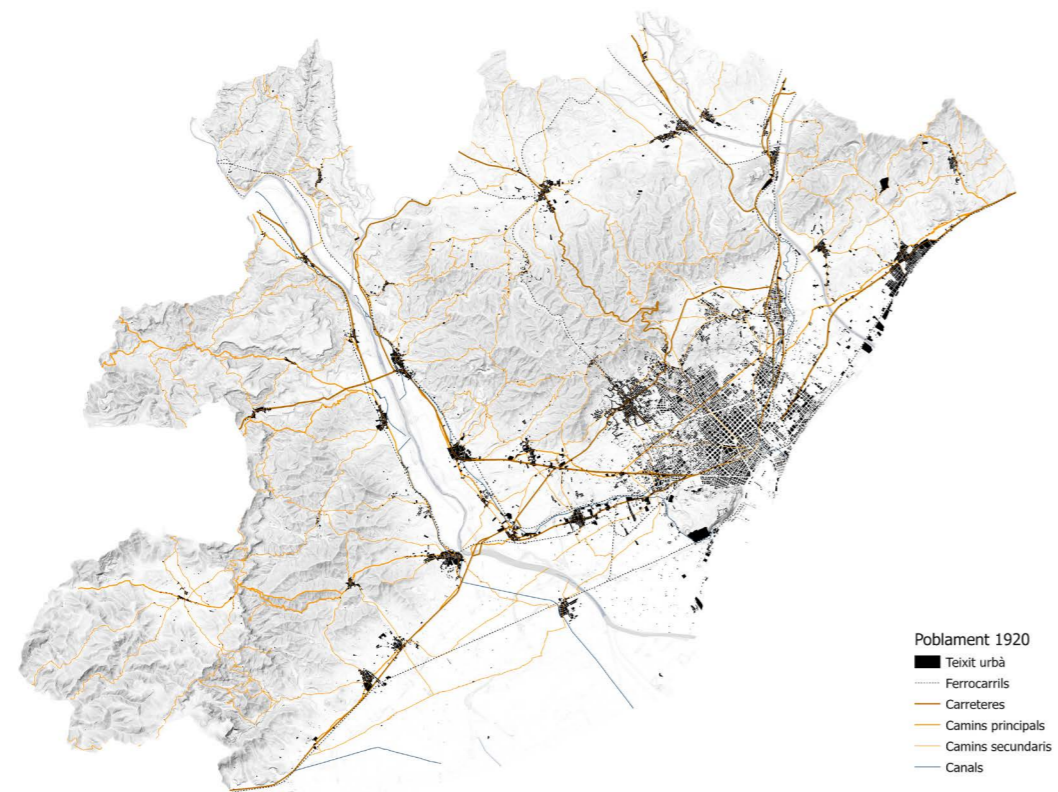 Poblament 1920
Teixit urbà
Ferrocarrils
Carreteres
Camins principals
Camins secundaris
Canals